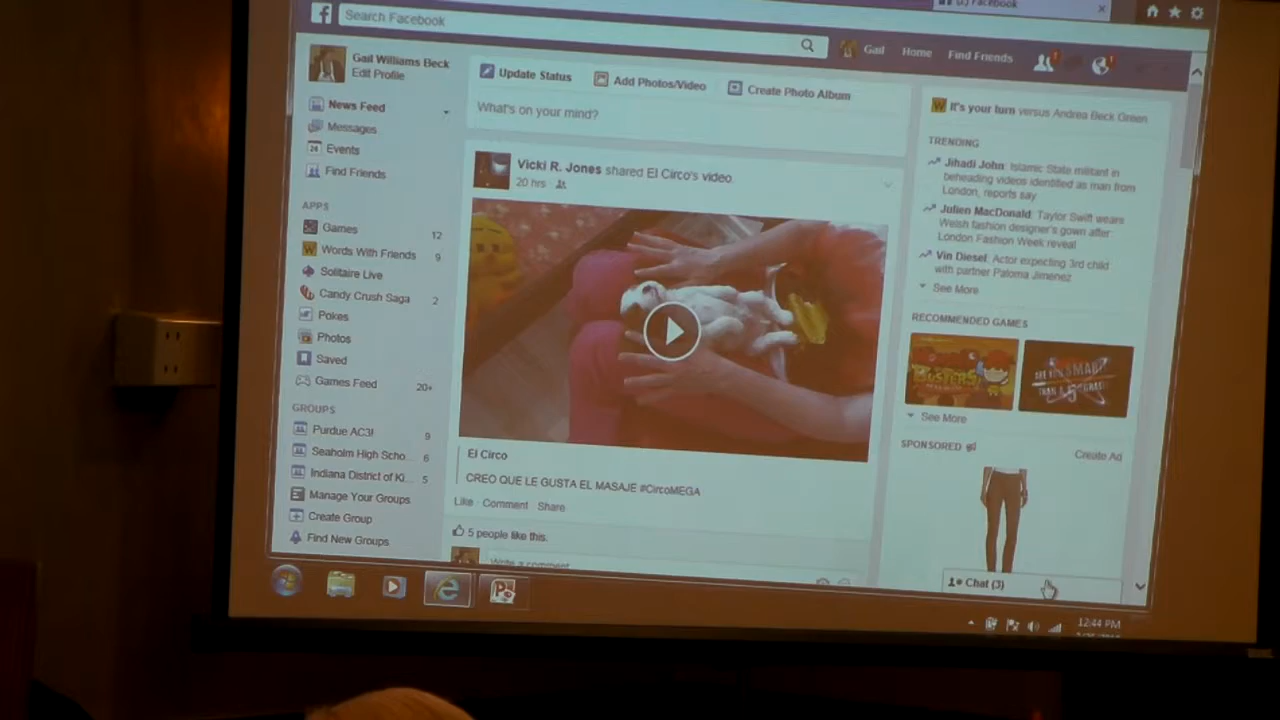 (2) Facebook
Search Facebook
Gail Home Find Friends
Gail Williams Beck
Edit Profile
News Feed
Messages
Events
Find Friends
APPS
Games 12
Words With Friends 9
Solitaire Live
Candy Crush Saga 2
Pokes
Photos
Saved
Games Feed 20+
GROUPS
Purdue AC3! 9
Seaholm High Scho... 6
Indiana District of Ki... 5
Manage Your Groups
Create Group
Find New Groups
Update Status Add Photos/Video Create Photo Album
What's on your mind?
Vicki R. Jones shared El Circo's video.
20 hrs
El Circo
CREO QUE LE GUSTA EL MASAJE #CircoMEGA
Like · Comment · Share
5 people like this.
Write a comment
It's your turn versus Andrea Beck Green
TRENDING
Jihadi John: Islamic State militant in
beheading videos identified as man from
London, reports say
Julien MacDonald: Taylor Swift wears
Welsh fashion designer's gown after
London Fashion Week reveal
Vin Diesel: Actor expecting 3rd child
with partner Paloma Jimenez
See More
RECOMMENDED GAMES
BUSTERS
See More
SPONSORED Create Ad
Chat (3)
12:44 PM